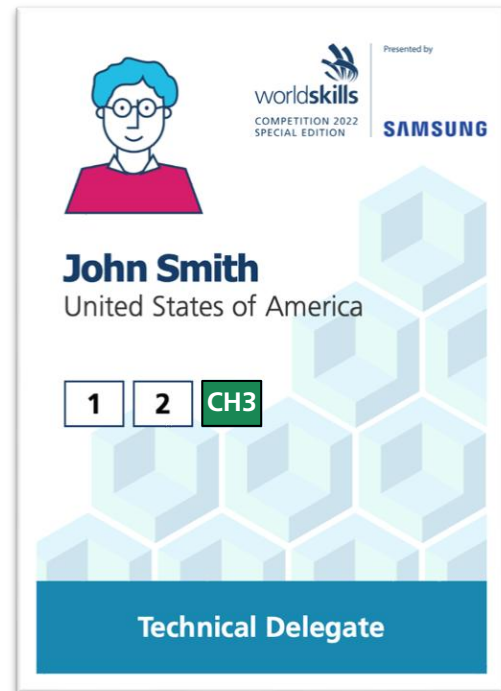 Presented by
worldskills
COMPETITION 2022
SPECIAL EDITION
SAMSUNG
John Smith
United States of America
1 2 CH3
Technical Delegate